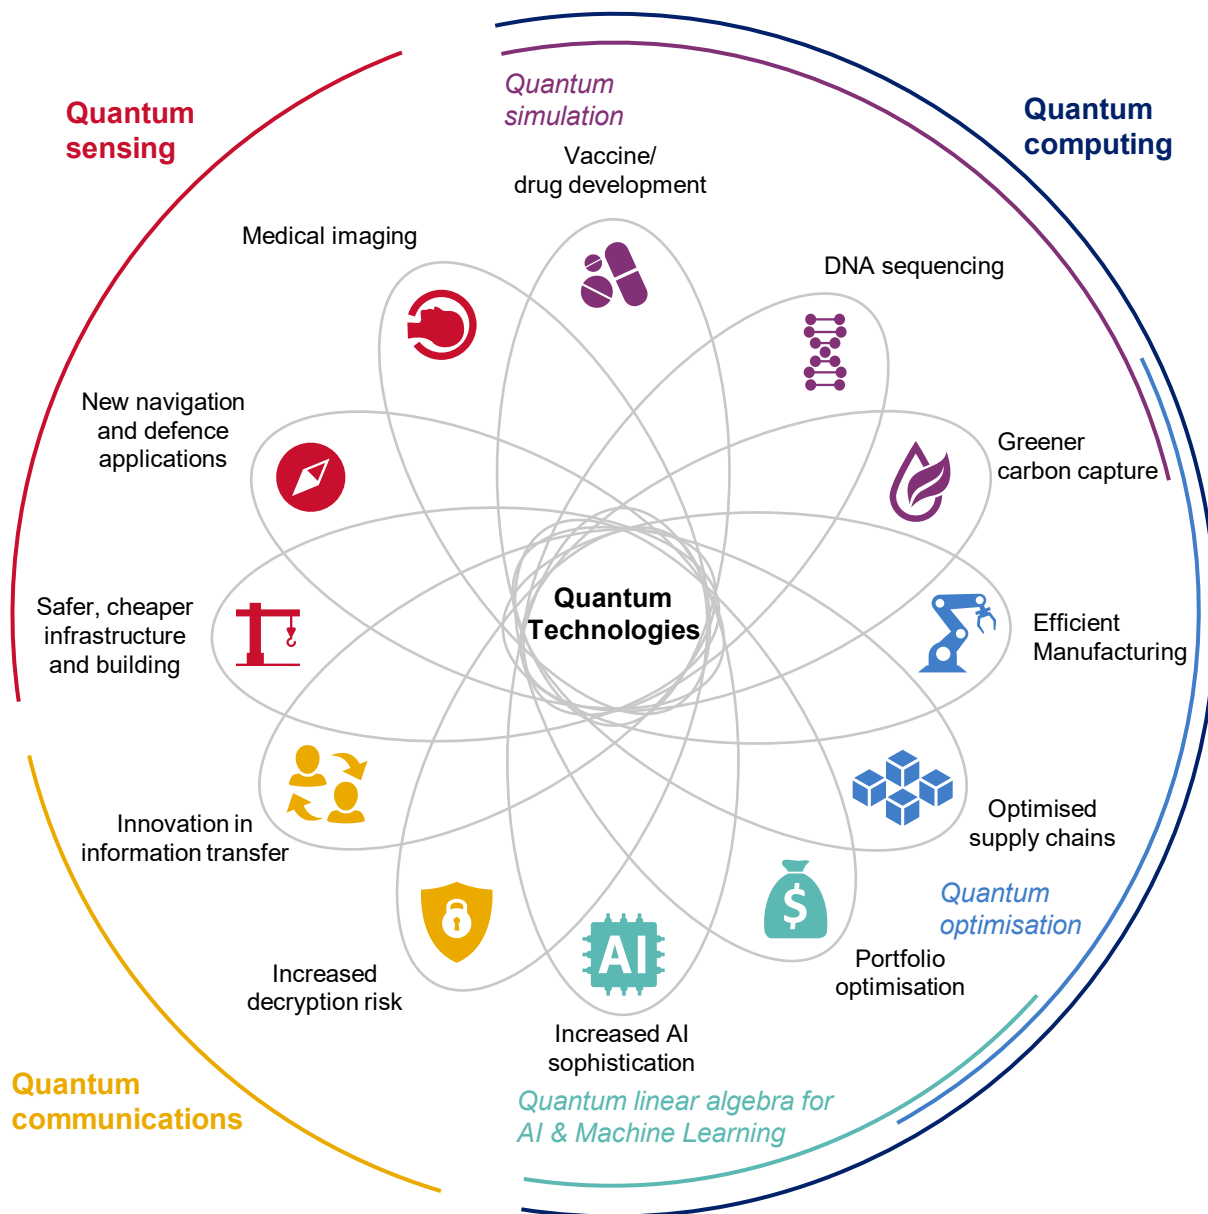 Quantum
simulation
Quantum
sensing
Quantum
computing
Vaccine/
drug development
Medical imaging
DNA sequencing
New navigation
and defence
applications
Greener
carbon capture
Quantum
Technologies
Safer, cheaper
infrastructure
and building
Efficient
Manufacturing
Innovation in
information transfer
Optimised
supply chains
Quantum
optimisation
$
AI
Portfolio
optimisation
Increased
decryption risk
Increased AI
sophistication
Quantum
communications
Quantum linear algebra for
AI & Machine Learning